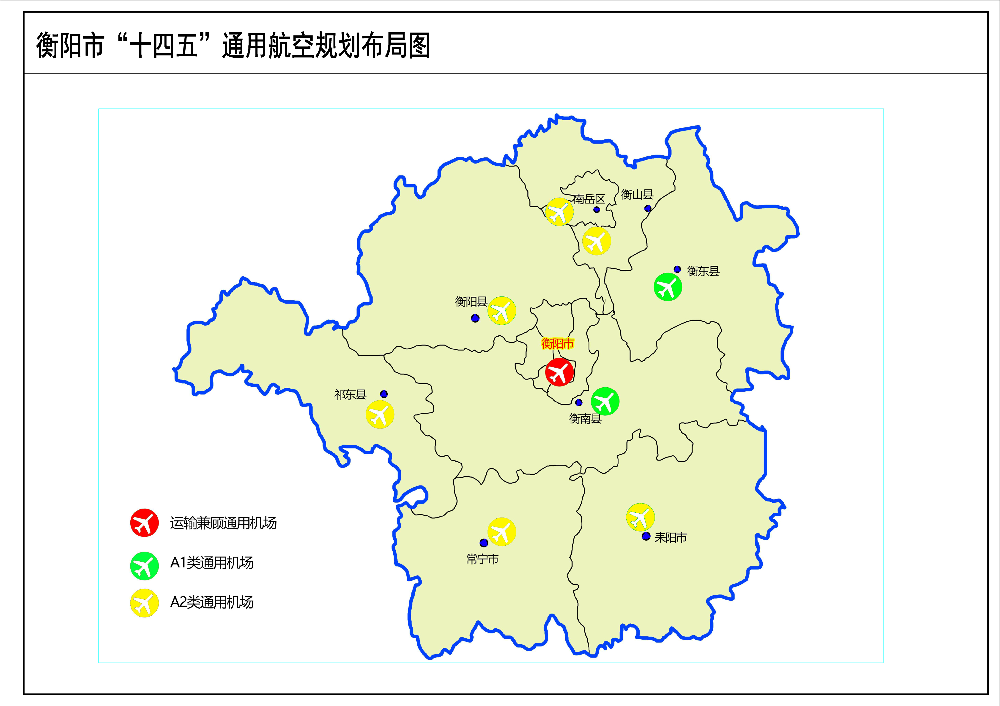 衡阳市“十四五”通用航空规划布局图
南岳区
衡山县
衡东县
衡阳县
衡阳市
祁东县
衡南县
常宁市
耒阳市
运输兼顾通用机场
A1类通用机场
A2类通用机场